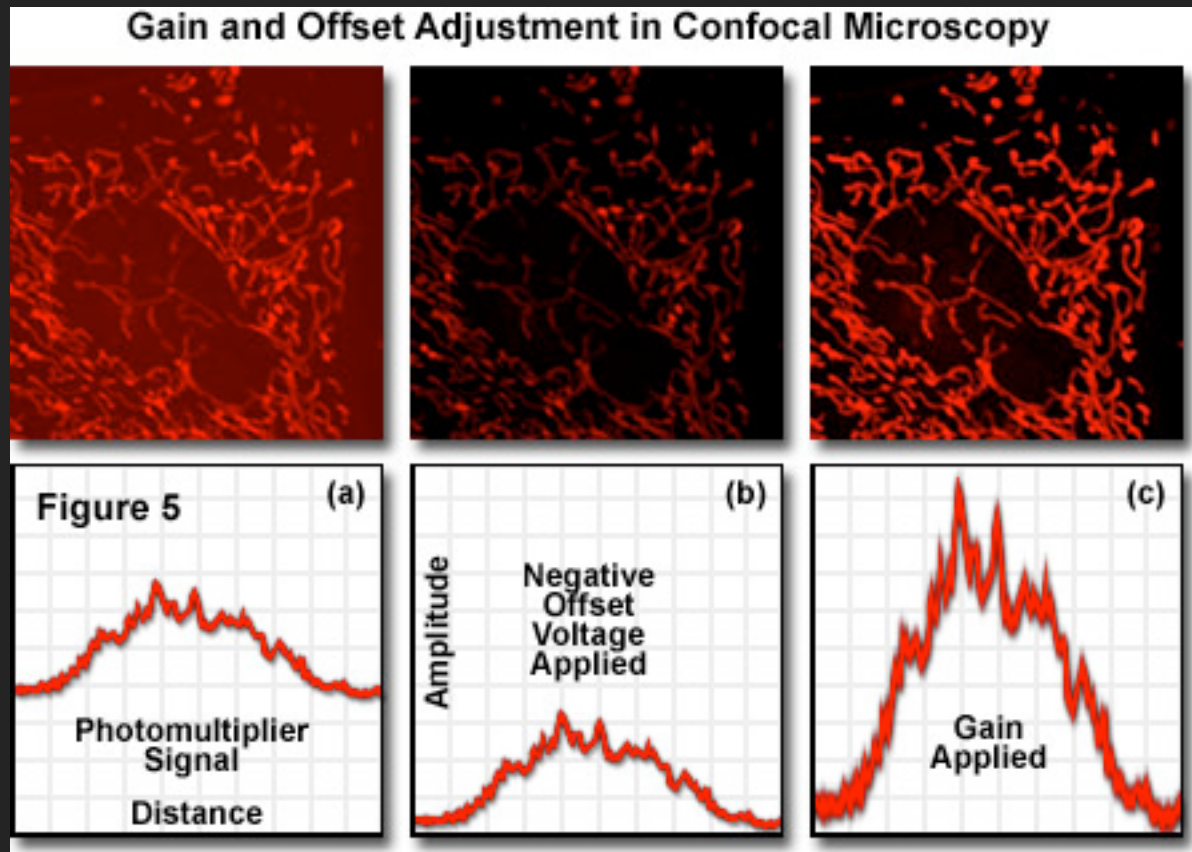 Gain and Offset Adjustment in Confocal Microscopy
Figure 5
(a)
Photomultiplier
Signal
Distance
(b)
Amplitude
Negative
Offset
Voltage
Applied
(c)
Gain
Applied